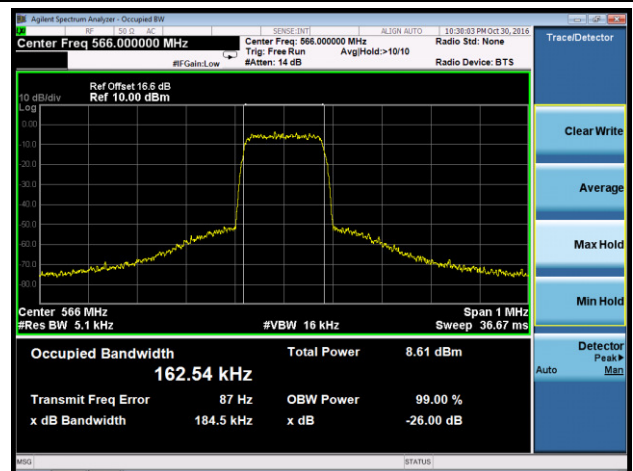 Agilent Spectrum Analyzer - Occupied BW
RF 50 Ω AC SENSE:INT ALIGN AUTO 10:30:03 PM Oct 30, 2016
Center Freq 566.000000 MHz
Center Freq: 566.000000 MHz Radio Std: None
Trig: Free Run Avg|Hold:>10/10
#IFGain:Low #Atten: 14 dB Radio Device: BTS
Trace/Detector
Ref Offset 16.6 dB
10 dB/div Ref 10.00 dBm
Log
0.00
-10.0
-20.0
-30.0
-40.0
-50.0
-60.0
-70.0
-80.0
Clear Write
Average
Max Hold
Min Hold
Center 566 MHz Span 1 MHz
#Res BW 5.1 kHz #VBW 16 kHz Sweep 36.67 ms
Detector
Peak▶
Auto Man
Occupied Bandwidth Total Power 8.61 dBm
162.54 kHz
Transmit Freq Error 87 Hz OBW Power 99.00 %
x dB Bandwidth 184.5 kHz x dB -26.00 dB
MSG STATUS